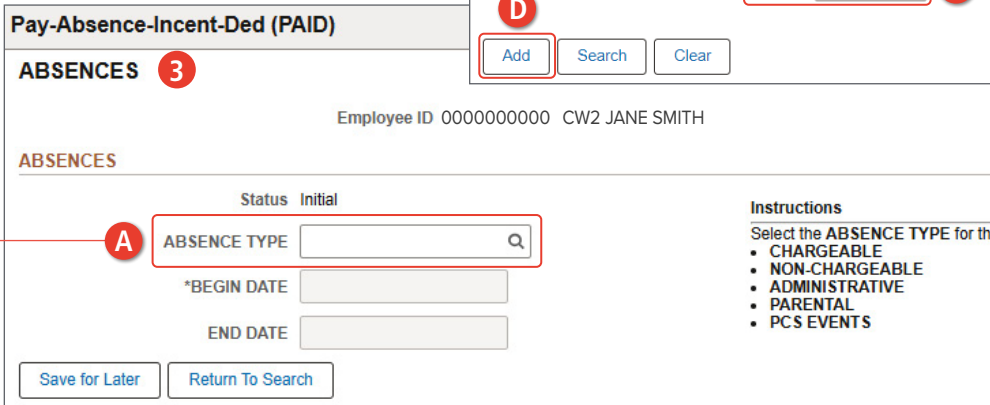 Pay-Absence-Incent-Ded (PAID)
D
Add Search Clear
ABSENCES 3
Employee ID 0000000000 CW2 JANE SMITH
ABSENCES
Status Initial
A ABSENCE TYPE
*BEGIN DATE
END DATE
Save for Later Return To Search
Instructions
Select the ABSENCE TYPE for th
• CHARGEABLE
• NON-CHARGEABLE
• ADMINISTRATIVE
• PARENTAL
• PCS EVENTS